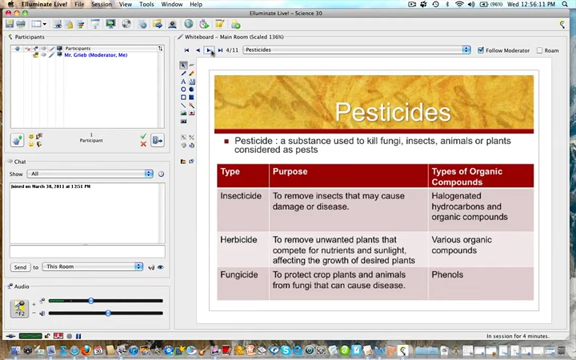 Elluminate Live! File Session View Tools Window Help
12:56:11 PM
Elluminate Live! - Science 30
Participants
Participants
Mr. Grieb (Moderator, Me)
1
Participant
Chat
Show All
Joined on March 30, 2011 at 12:51 PM
Send to This Room
Audio
Whiteboard - Main Room (Scaled 136%)
4/11 Pesticides Follow Moderator Roam
Pesticides
Pesticide : a substance used to kill fungi, insects, animals or plants
considered as pests
Type Purpose Types of Organic
Compounds
Insecticide To remove insects that may cause
damage or disease. Halogenated
hydrocarbons and
organic compounds
Herbicide To remove unwanted plants that
compete for nutrients and sunlight,
affecting the growth of desired plants Various organic
compounds
Fungicide To protect crop plants and animals
from fungi that can cause disease. Phenols
In session for 4 minutes.